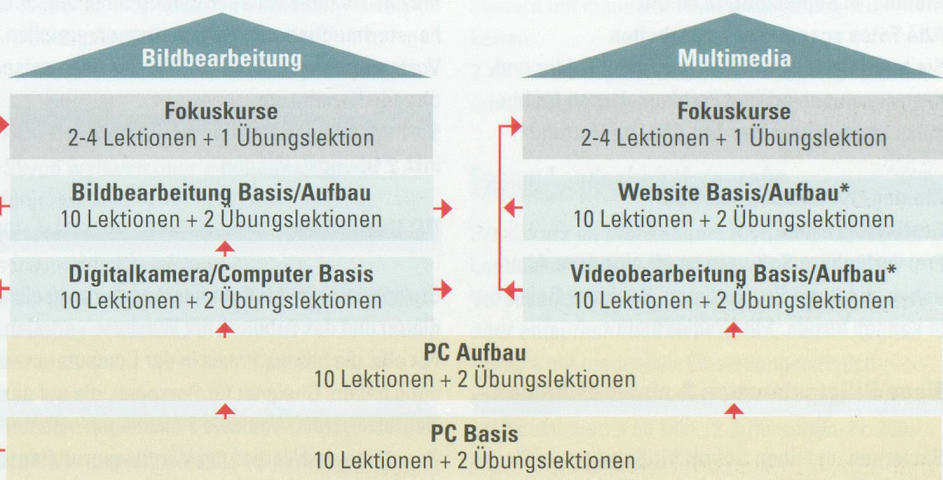 Bildbearbeitung
Fokuskurse
2-4 Lektionen + 1 Übungslektion
Bildbearbeitung Basis/Aufbau
10 Lektionen + 2 Übungslektionen
Digitalkamera/Computer Basis
10 Lektionen + 2 Übungslektionen
Multimedia
Fokuskurse
2-4 Lektionen + 1 Übungslektion
Website Basis/Aufbau*
10 Lektionen + 2 Übungslektionen
Videobearbeitung Basis/Aufbau*
10 Lektionen + 2 Übungslektionen
PC Aufbau
10 Lektionen + 2 Übungslektionen
PC Basis
10 Lektionen + 2 Übungslektionen